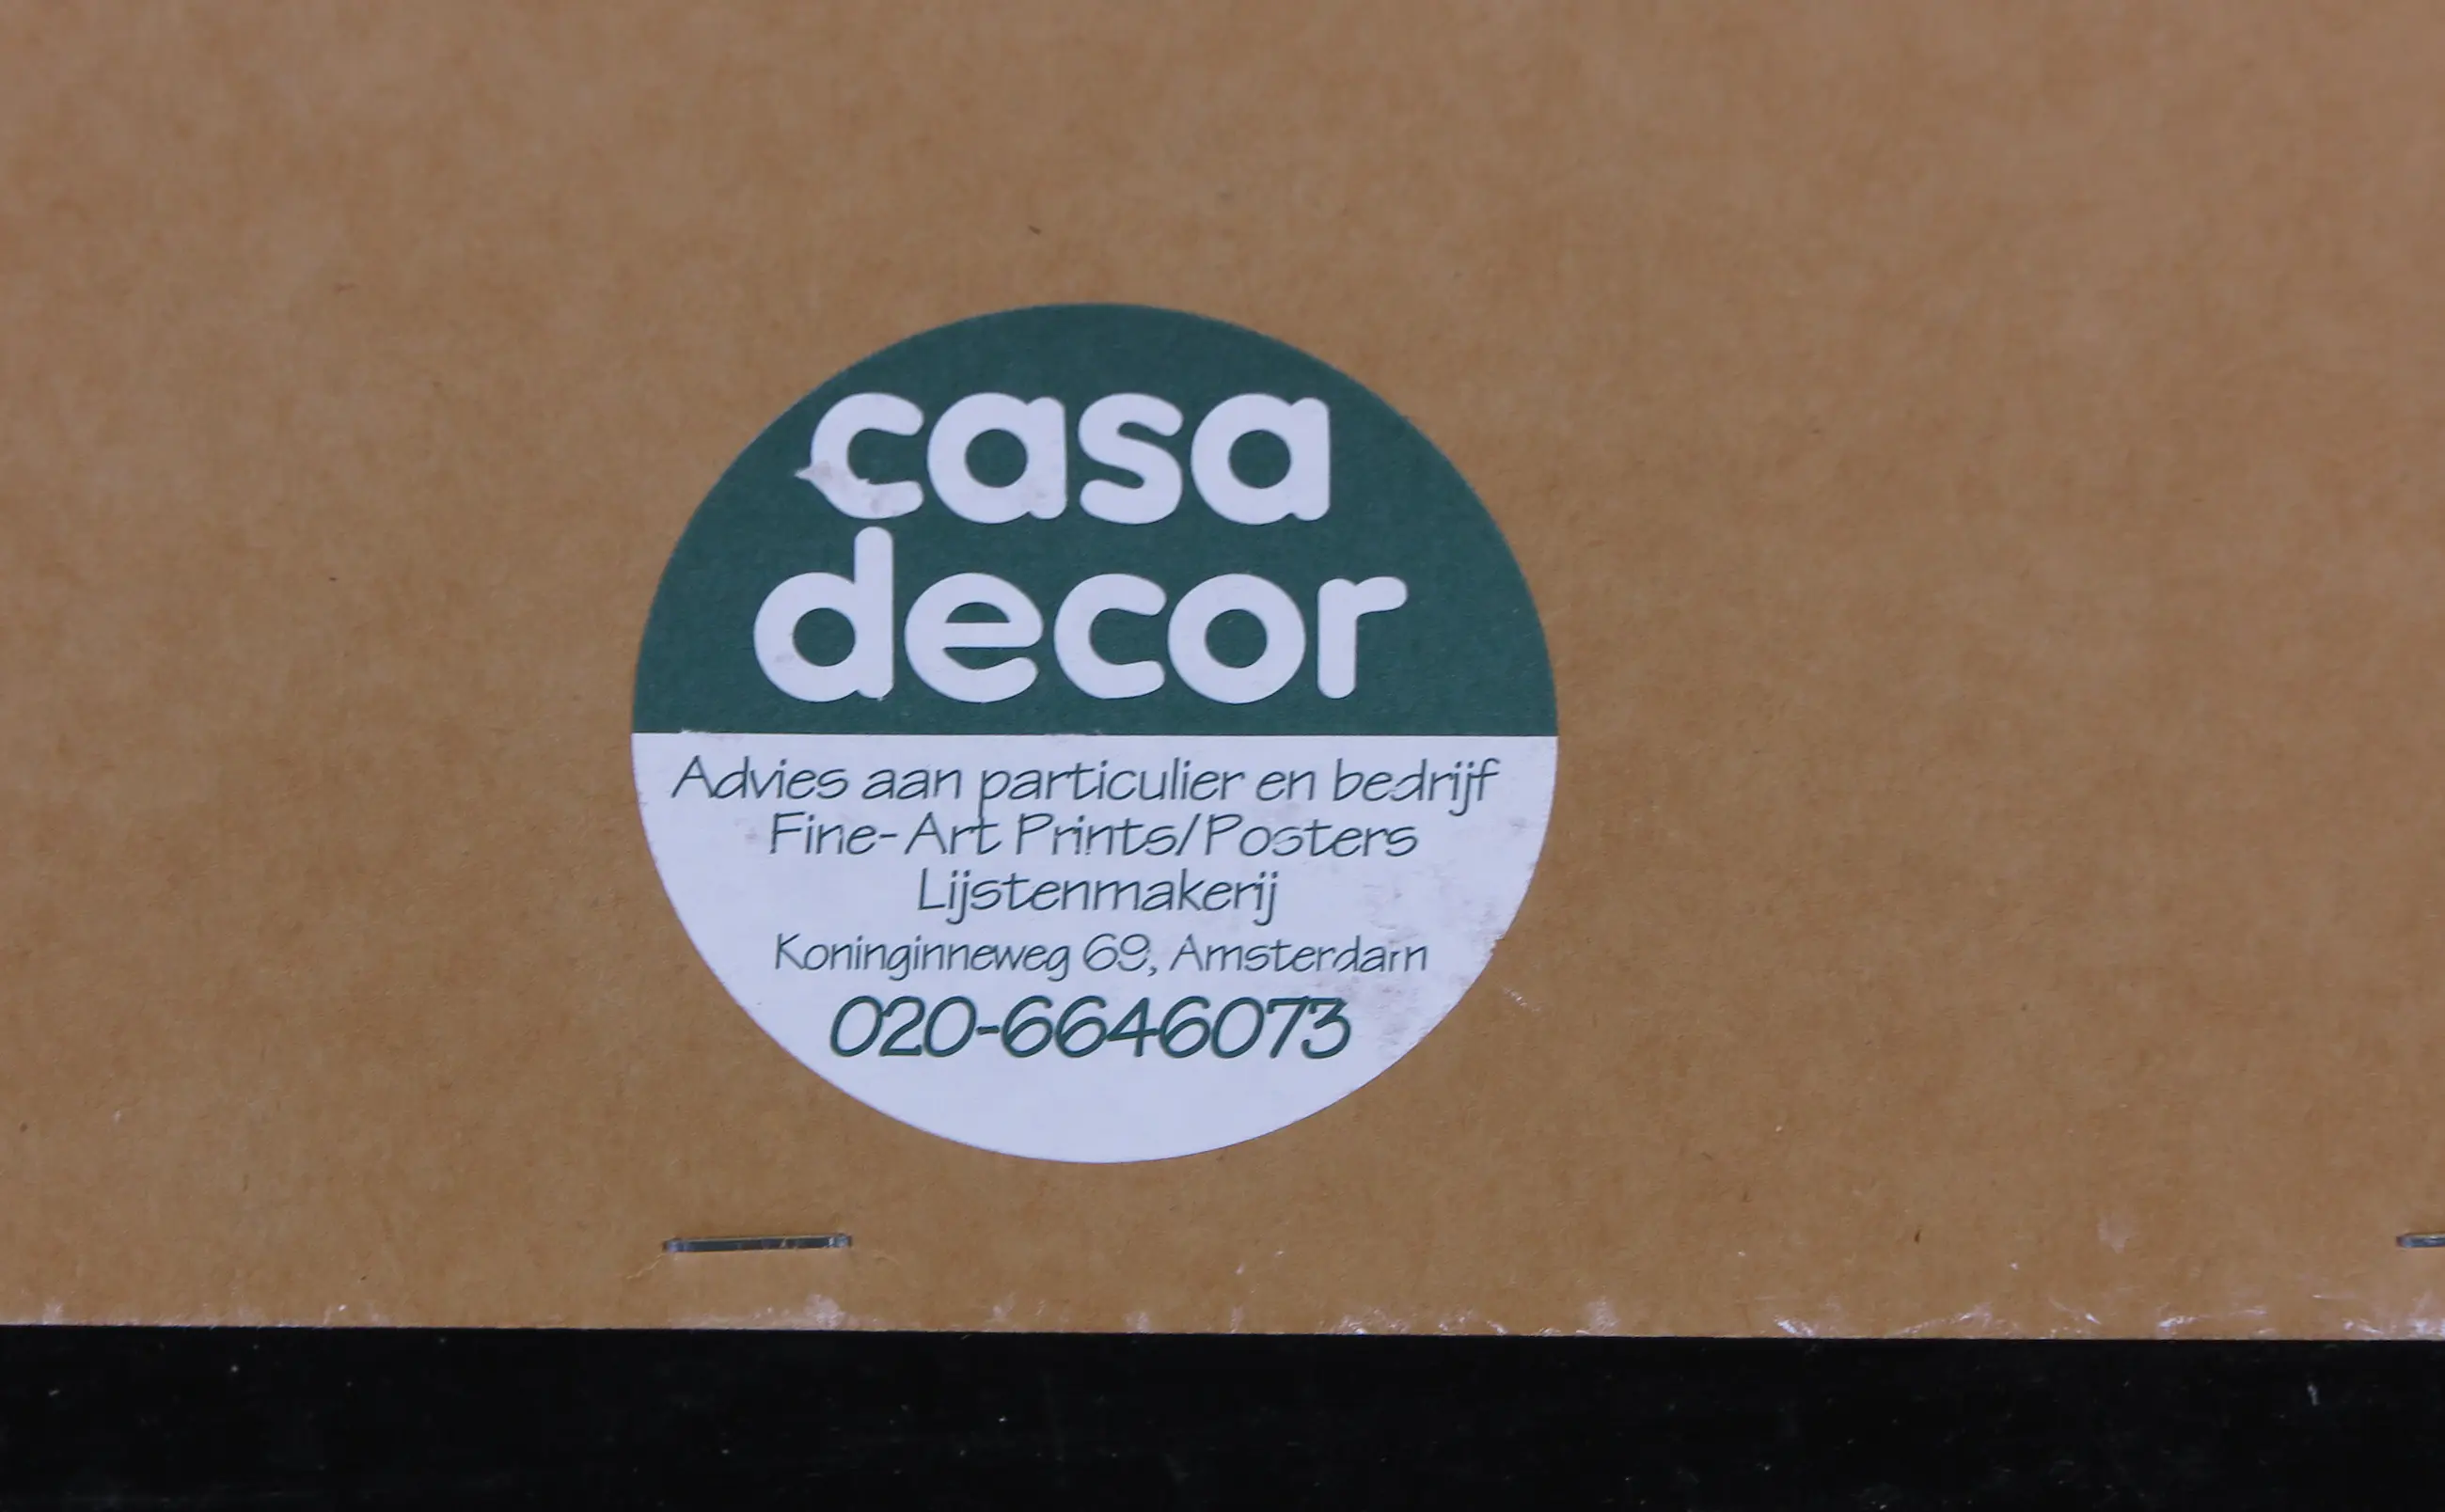 casa
decor
Advies aan particulier en bedrijf
Fine-Art Prints/Posters
Lijstenmakerij
Koninginneweg 69, Amsterdam
020-6646073